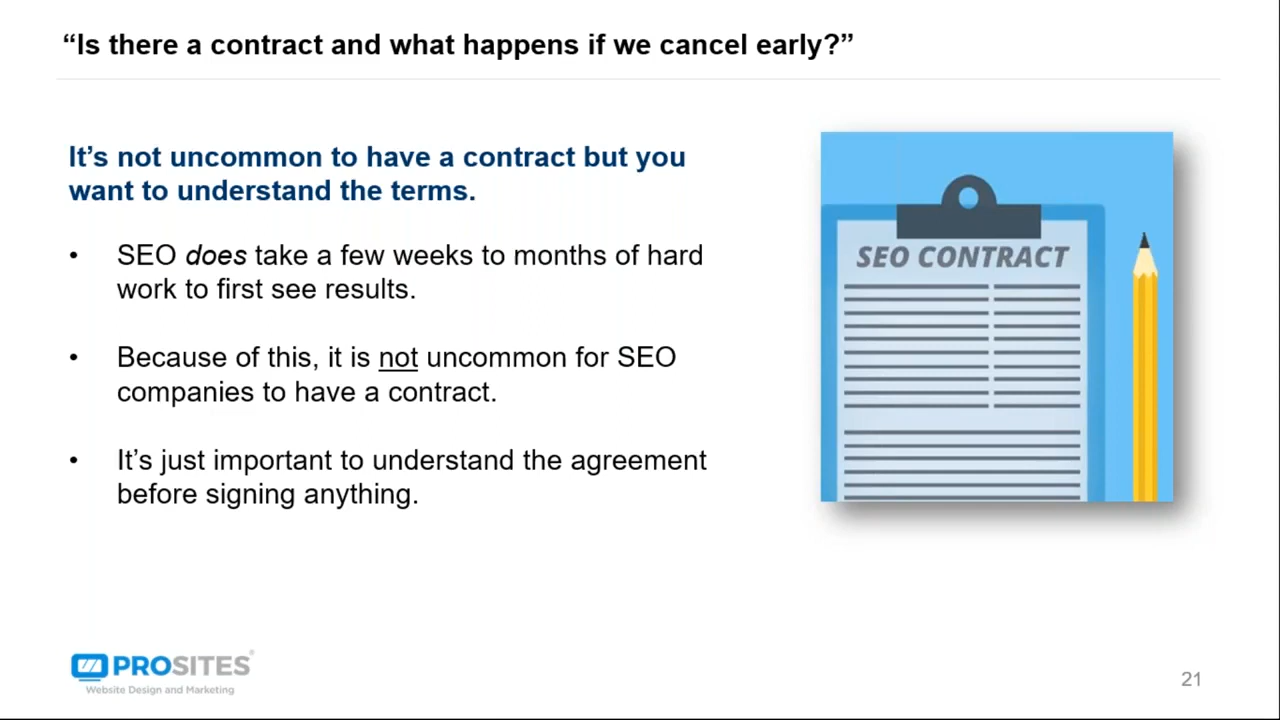 “Is there a contract and what happens if we cancel early?”
It’s not uncommon to have a contract but you
want to understand the terms.
• SEO does take a few weeks to months of hard
work to first see results.
• Because of this, it is not uncommon for SEO
companies to have a contract.
• It’s just important to understand the agreement
before signing anything.
SEO CONTRACT
PROSITES®
Website Design and Marketing
21